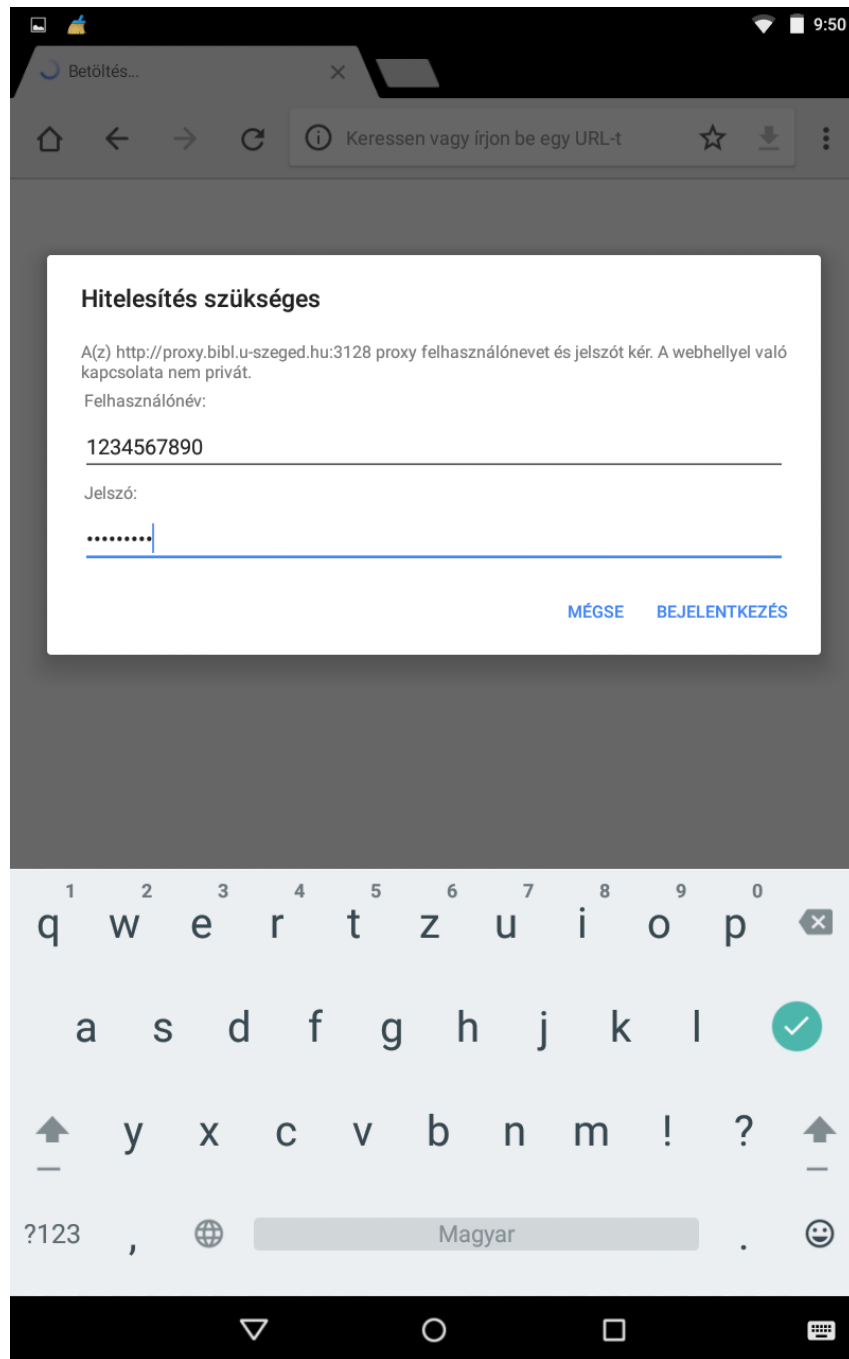 9:50
Betöltés...
Keressen vagy írjon be egy URL-t
Hitelesítés szükséges
A(z) http://proxy.bibl.u-szeged.hu:3128 proxy felhasználónevet és jelszót kér. A webhellyel való
kapcsolata nem privát.
Felhasználónév:
1234567890
Jelszó:
•••••••••
MÉGSE BEJELENTKEZÉS
1 2 3 4 5 6 7 8 9 0
q w e r t z u i o p
a s d f g h j k l
y x c v b n m ! ?
?123 , Magyar .